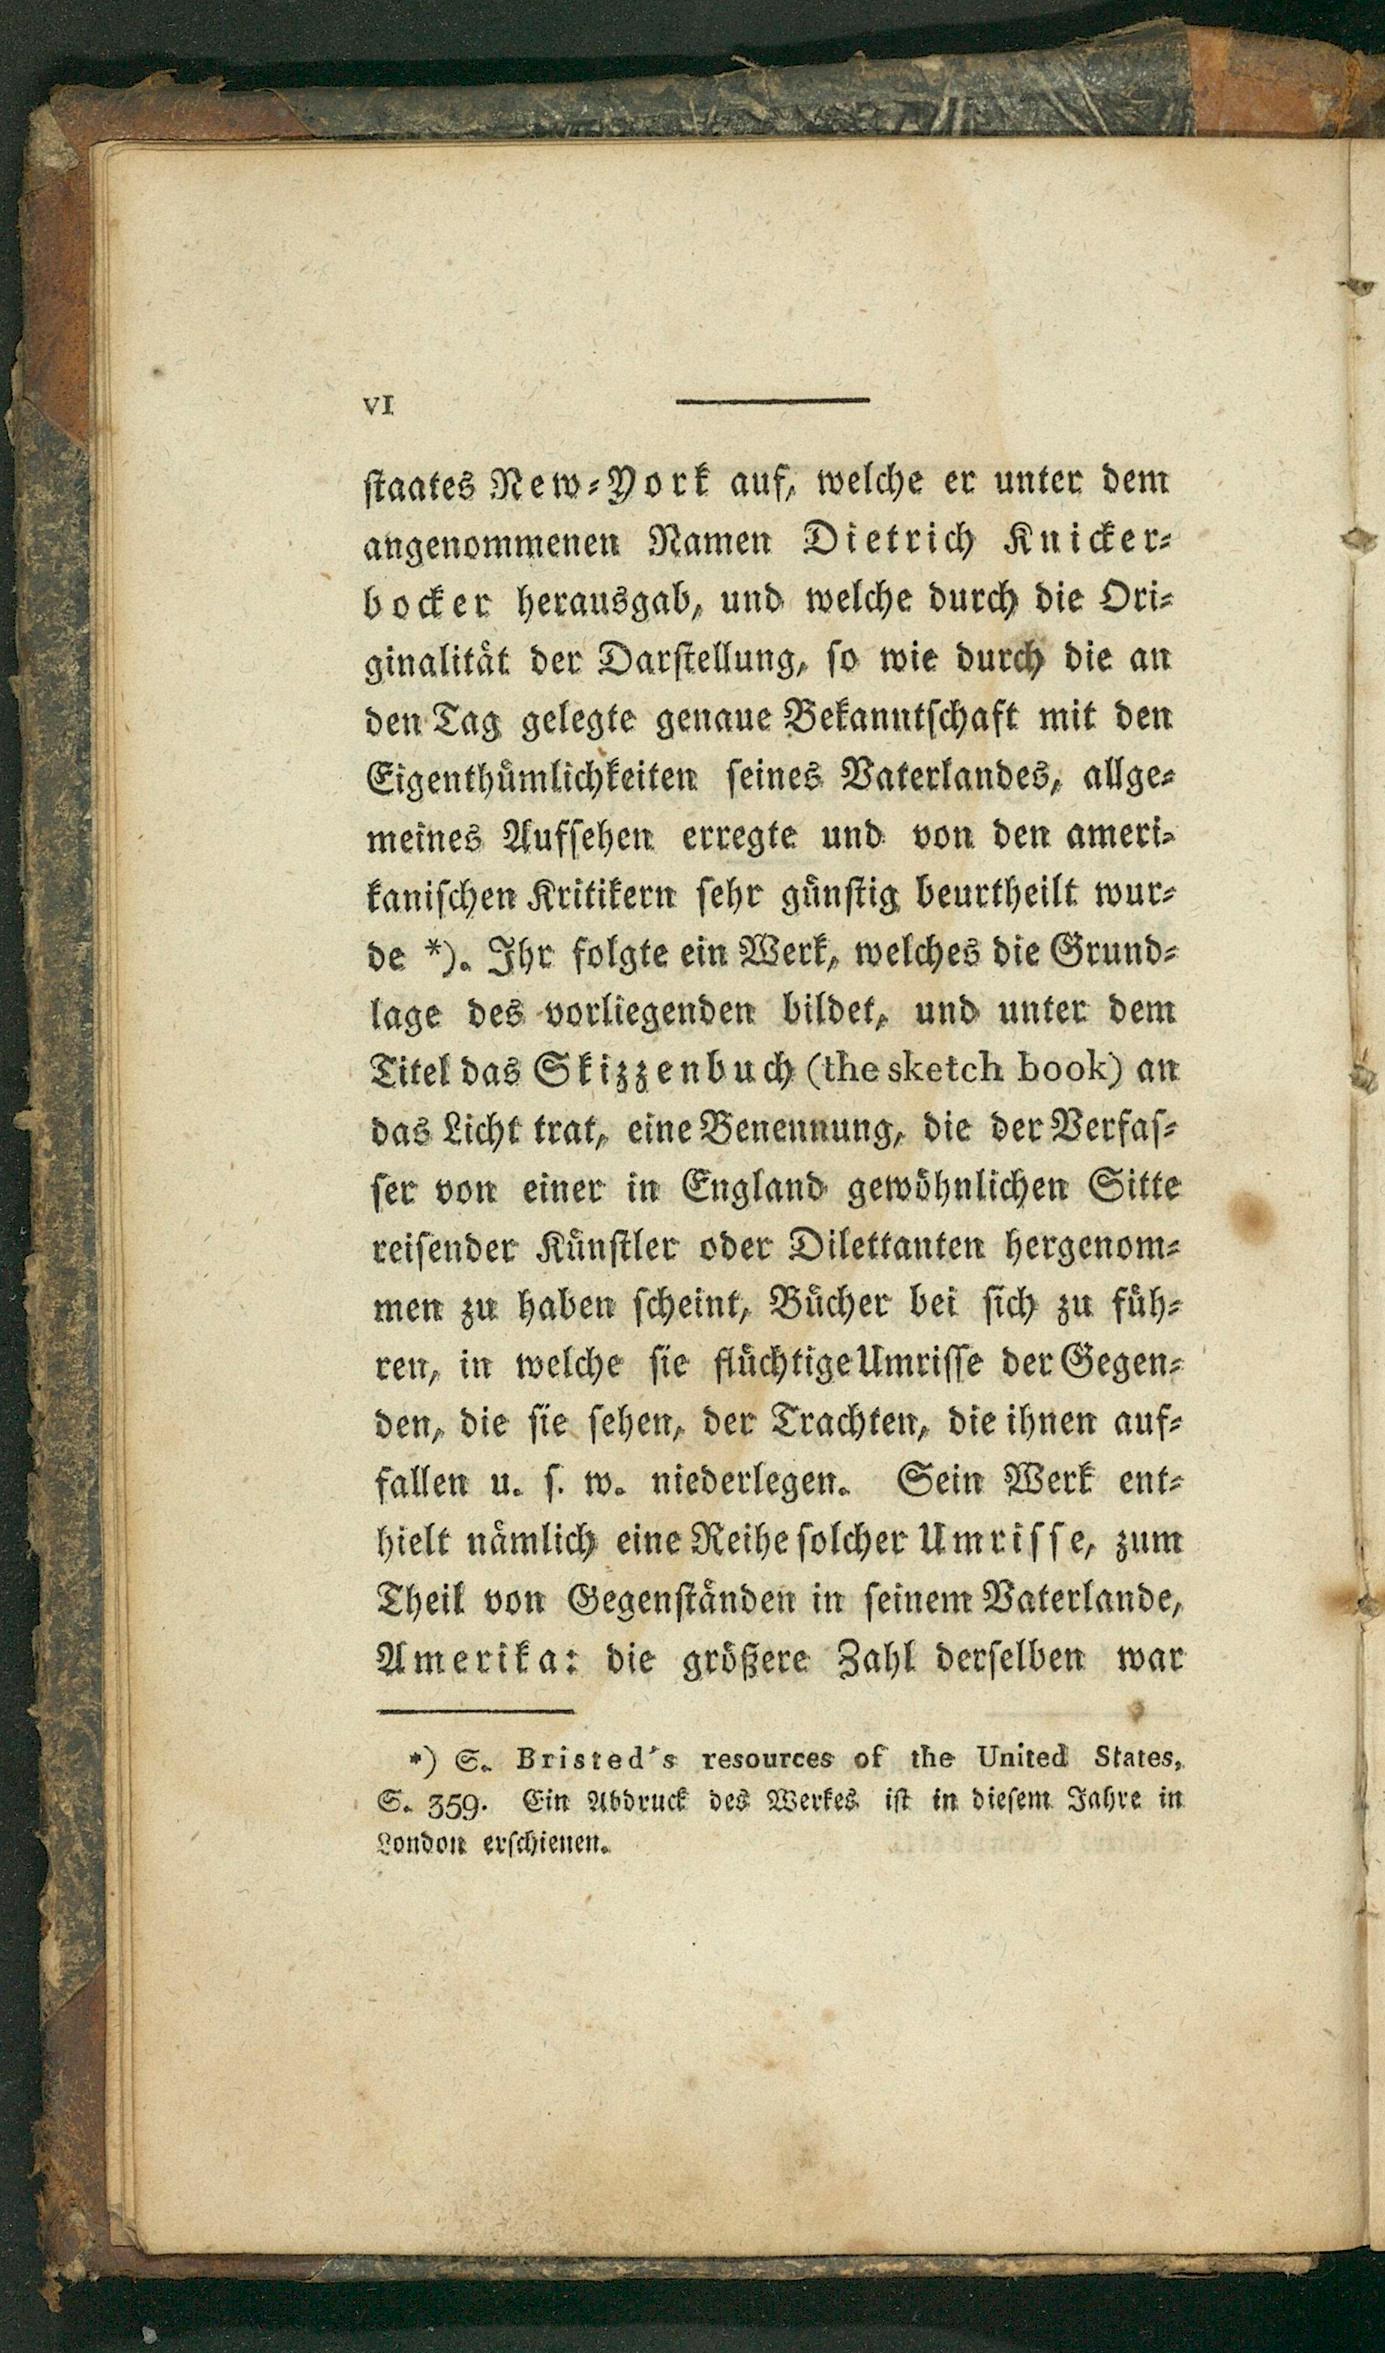 VI
staates New-York auf, welche er unter dem
angenommenen Namen Dietrich Knicker-
bocker herausgab, und welche durch die Ori-
ginalität der Darstellung, so wie durch die an
den Tag gelegte genaue Bekanntschaft mit den
Eigenthümlichkeiten seines Vaterlandes, allge-
meines Aufsehen erregte und von den ameri-
kanischen Kritikern sehr günstig beurtheilt wur-
de *). Ihr folgte ein Werk, welches die Grund-
lage des vorliegenden bildet, und unter dem
Titel das Skizzenbuch (the sketch book) an
das Licht trat, eine Benennung, die der Verfas-
ser von einer in England gewöhnlichen Sitte
reisender Künstler oder Dilettanten hergenom-
men zu haben scheint, Bücher bei sich zu füh-
ren, in welche sie flüchtige Umrisse der Gegen-
den, die sie sehen, der Trachten, die ihnen auf-
fallen u. s. w. niederlegen. Sein Werk ent-
hielt nämlich eine Reihe solcher Umrisse, zum
Theil von Gegenständen in seinem Vaterlande,
Amerika: die größere Zahl derselben war
*) S. Bristed's resources of the United States,
S. 359. Ein Abdruck des Werkes ist in diesem Jahre in
London erschienen.